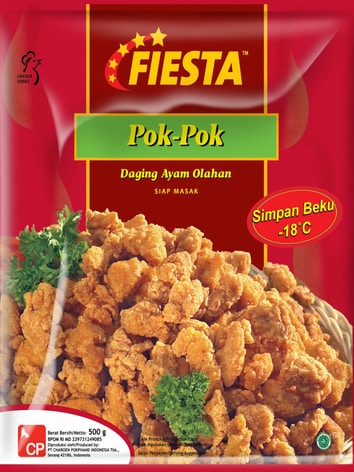 FIESTA™
Pok-Pok
Daging Ayam Olahan
SIAP MASAK
Simpan Beku
-18°C
Berat Bersih/Netto: 500 g
BPOM RI MD 239731249085
Diproduksi oleh/Produced by:
PT CHAROEN POKPHAND INDONESIA Tbk.,
Serang 42186, Indonesia.
CP